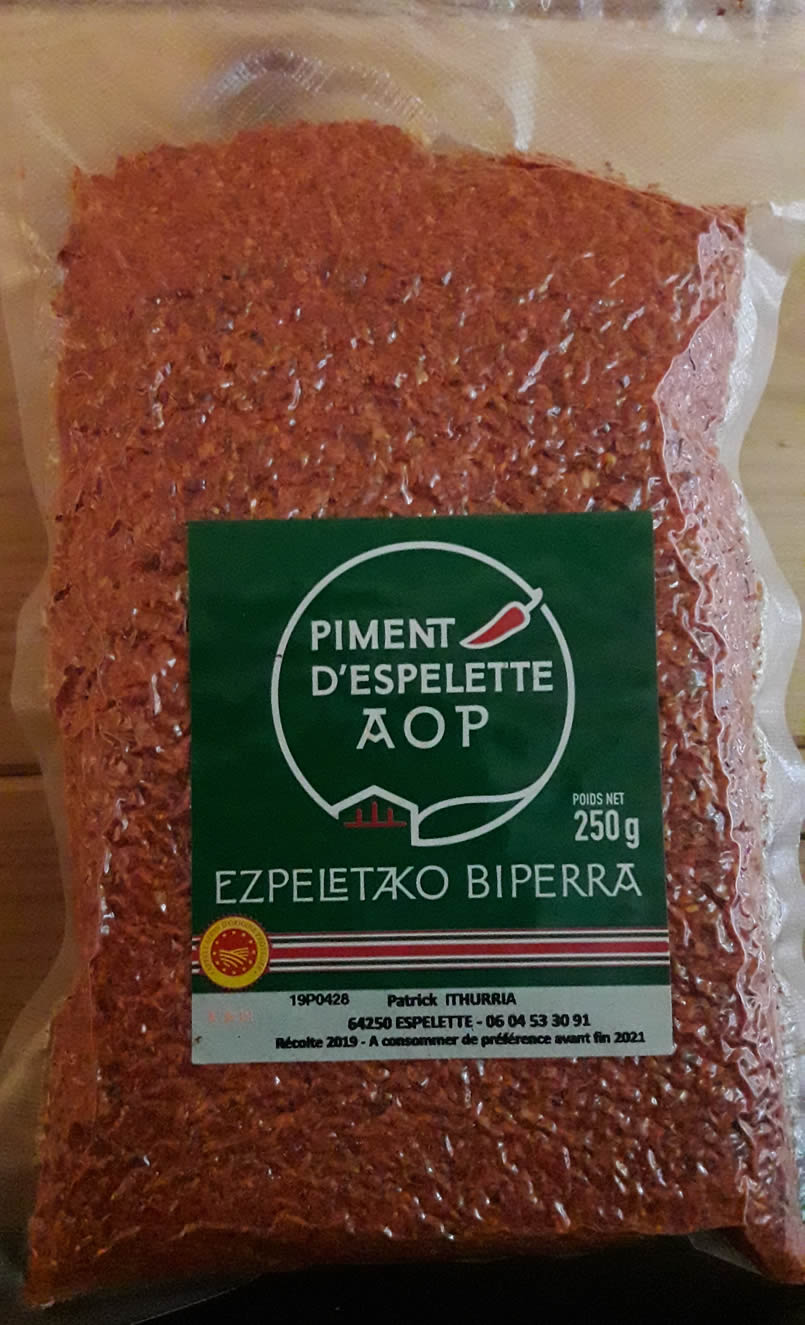 PIMENT
D'ESPELETTE
AOP
POIDS NET
250 g
EZPELETAKO BIPERRA
19P0428 Patrick ITHURRIA
64250 ESPELETTE - 06 04 53 30 91
Récolte 2019 - A consommer de préférence avant fin 2021